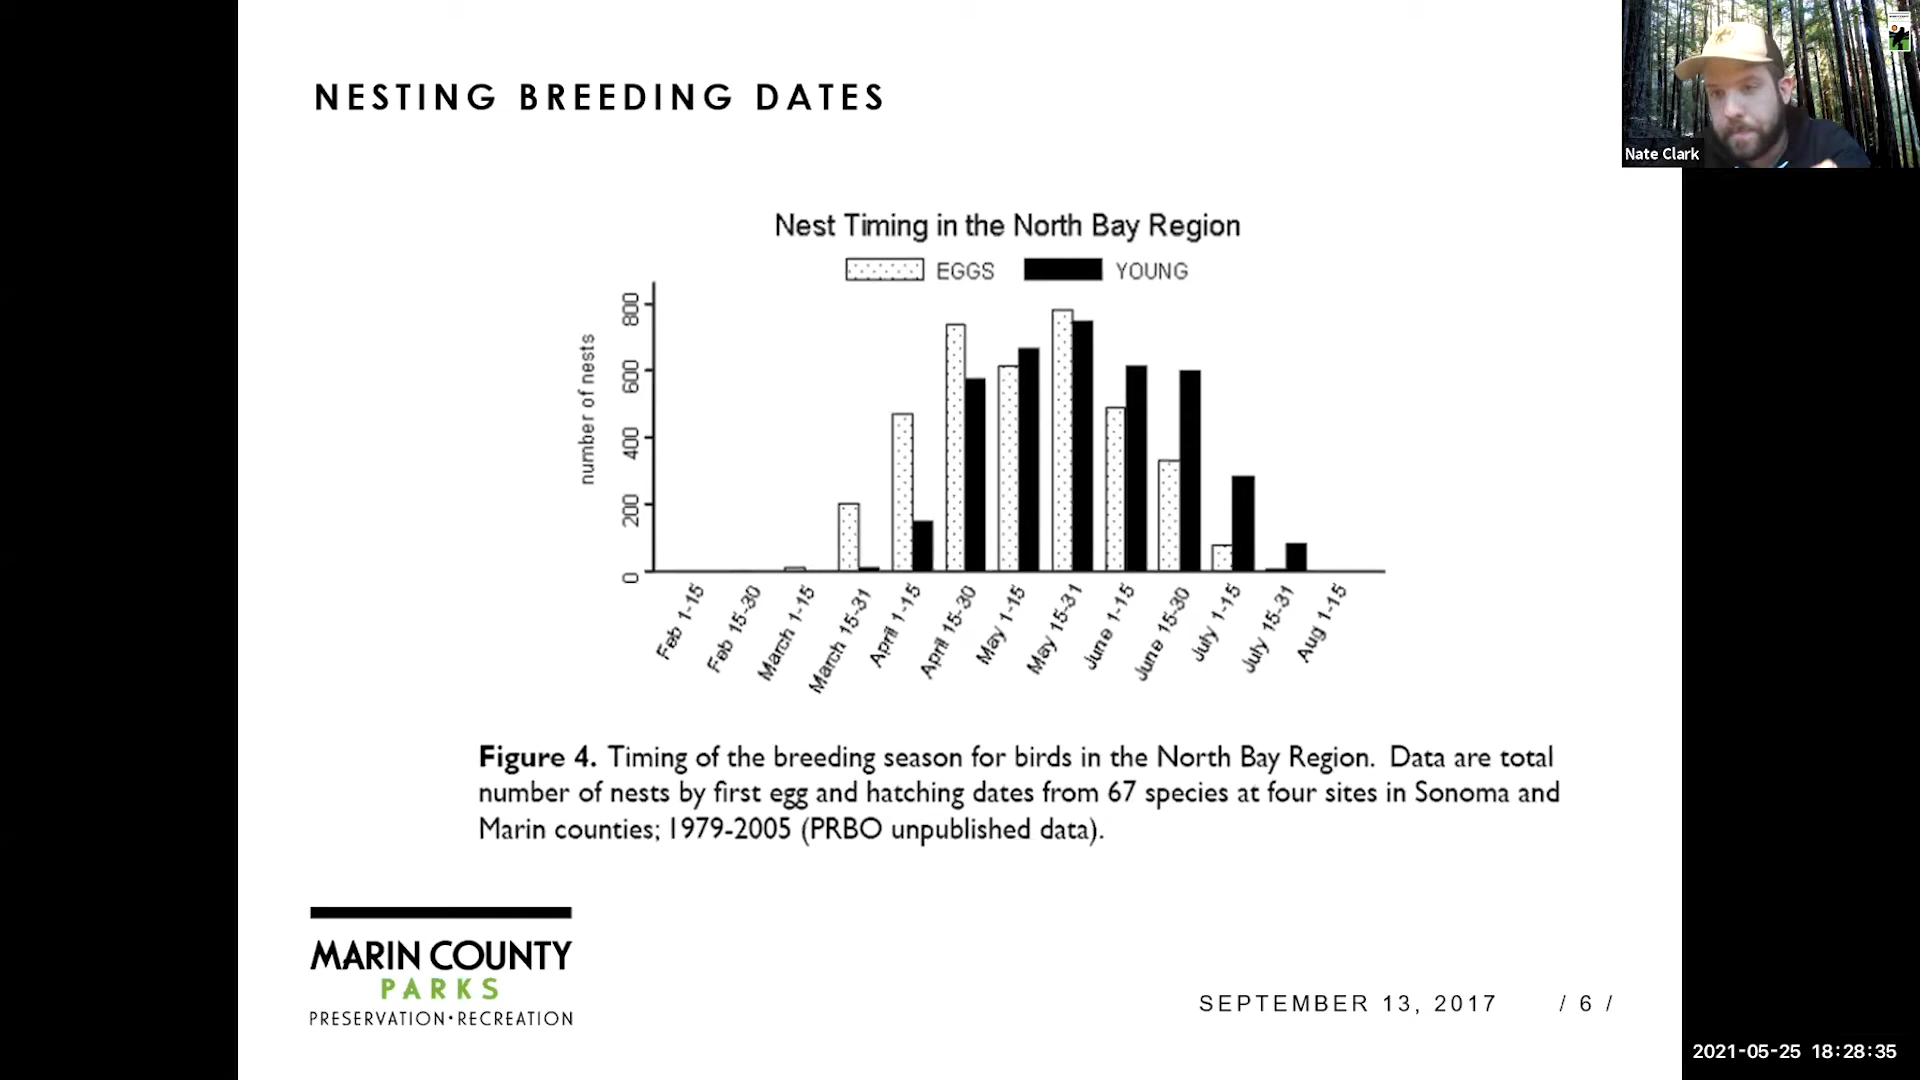 NESTING BREEDING DATES
Nate Clark
Nest Timing in the North Bay Region
EGGS YOUNG
number of nests
800
600
400
200
0
Feb 1-15
Feb 15-30
March 1-15
March 15-31
April 1-15
April 15-30
May 1-15
May 15-31
June 1-15
June 15-30
July 1-15
July 15-31
Aug 1-15
Figure 4. Timing of the breeding season for birds in the North Bay Region. Data are total
number of nests by first egg and hatching dates from 67 species at four sites in Sonoma and
Marin counties; 1979-2005 (PRBO unpublished data).
MARIN COUNTY
PARKS
PRESERVATION•RECREATION
SEPTEMBER 13, 2017 / 6 /
2021-05-25 18:28:35